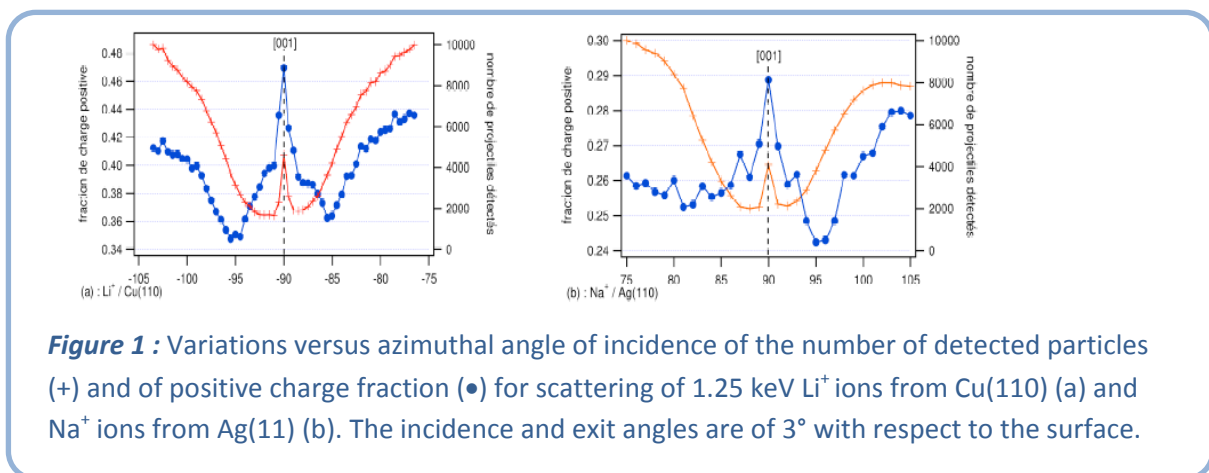 [001]
0.48
0.46
0.44
0.42
0.40
0.38
0.36
0.34
fraction de charge positive
10000
8000
6000
4000
2000
0
nombre de projectiles détectés
-105 -100 -95 -90 -85 -80 -75
(a) : Li⁺ / Cu(110)
[001]
0.30
0.29
0.28
0.27
0.26
0.25
0.24
fraction de charge positive
10000
8000
6000
4000
2000
0
nombre de projectiles détectés
75 80 85 90 95 100 105
(b) : Na⁺ / Ag(110)
Figure 1 : Variations versus azimuthal angle of incidence of the number of detected particles
(+) and of positive charge fraction (●) for scattering of 1.25 keV Li⁺ ions from Cu(110) (a) and
Na⁺ ions from Ag(11) (b). The incidence and exit angles are of 3° with respect to the surface.